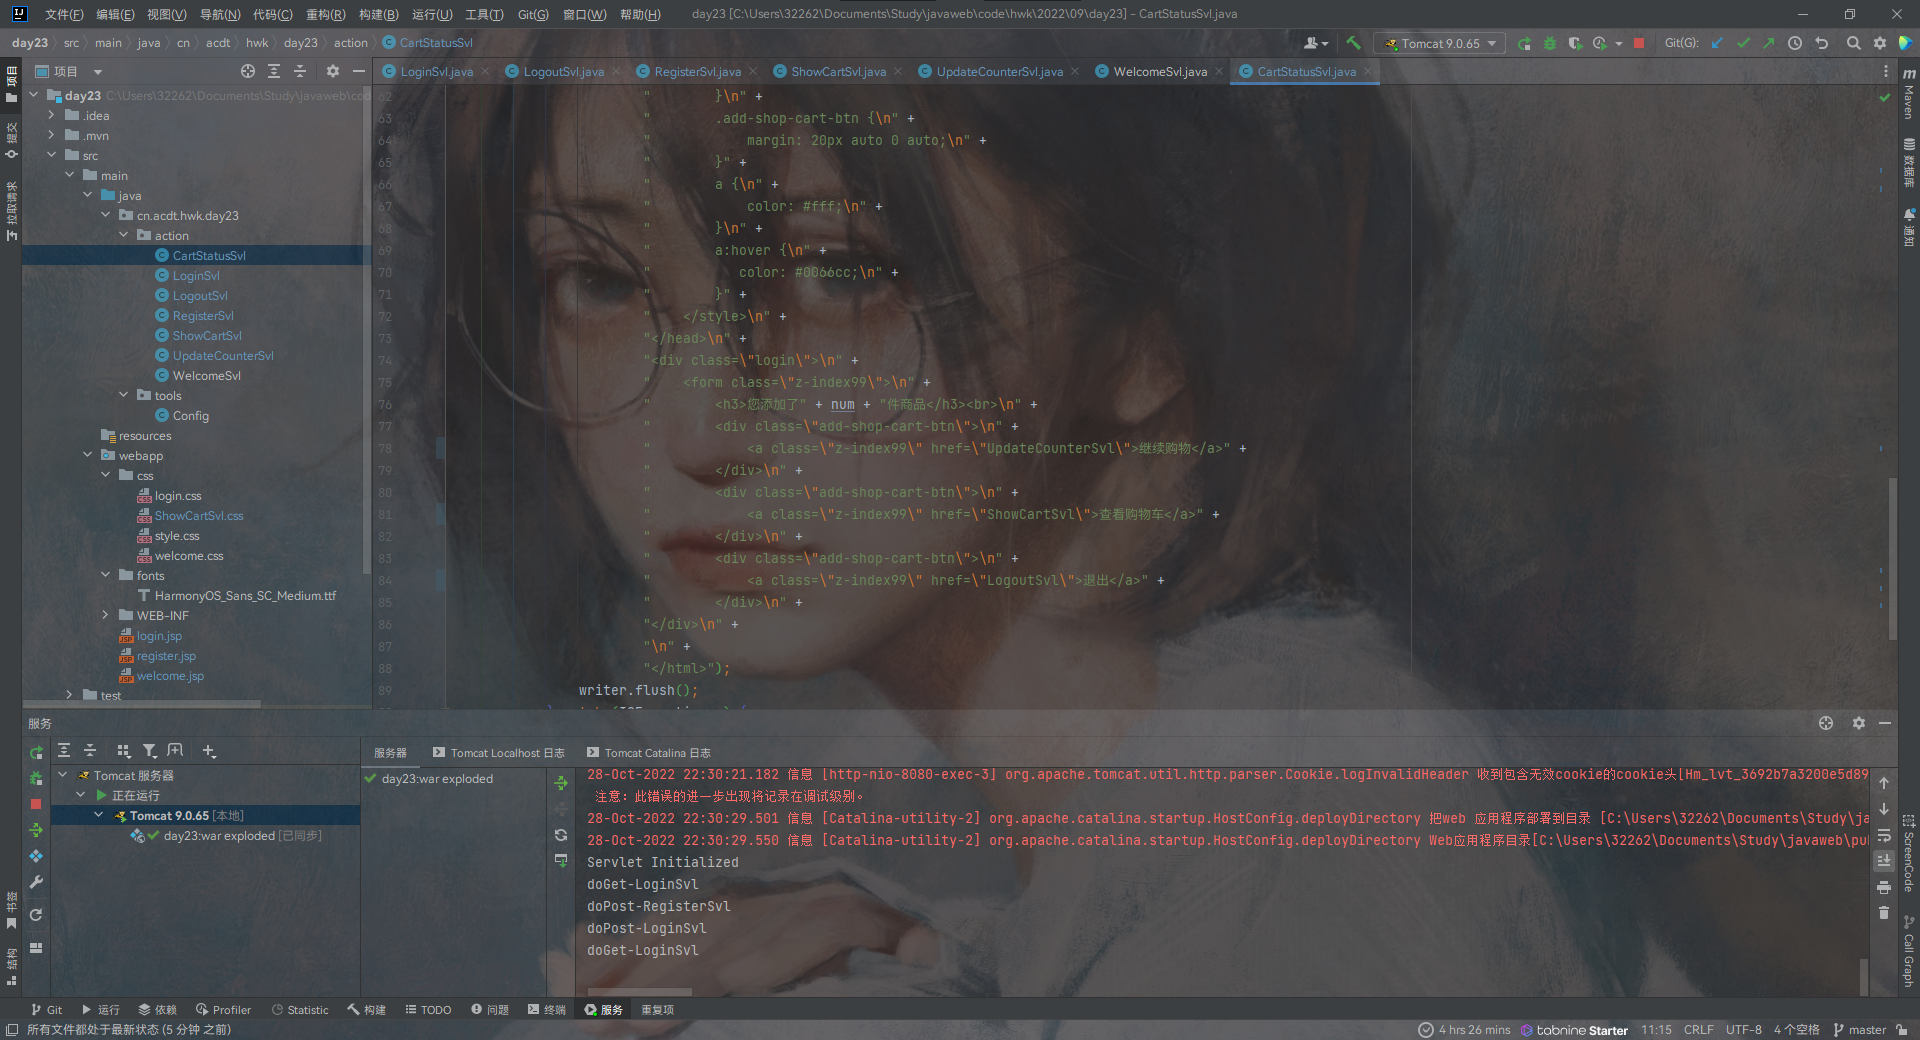 文件(F) 编辑(E) 视图(V) 导航(N) 代码(C) 重构(R) 构建(B) 运行(U) 工具(T) Git(G) 窗口(W) 帮助(H) day23 [C:\Users\32262\Documents\Study\javaweb\code\hwk\2022\09\day23] - CartStatusSvl.java
day23 src main java cn acdt hwk day23 action CartStatusSvl Tomcat 9.0.65 Git(G):
项目
LoginSvl.java LogoutSvl.java RegisterSvl.java ShowCartSvl.java UpdateCounterSvl.java WelcomeSvl.java CartStatusSvl.java
day23 C:\Users\32262\Documents\Study\javaweb\code
.idea
.mvn
src
main
java
cn.acdt.hwk.day23
action
CartStatusSvl
LoginSvl
LogoutSvl
RegisterSvl
ShowCartSvl
UpdateCounterSvl
WelcomeSvl
tools
Config
resources
webapp
css
login.css
ShowCartSvl.css
style.css
welcome.css
fonts
HarmonyOS_Sans_SC_Medium.ttf
WEB-INF
login.jsp
register.jsp
welcome.jsp
test
62 "        }\n" +
63 "        .add-shop-cart-btn {\n" +
64 "            margin: 20px auto 0 auto;\n" +
65 "        }" +
66 "        a {\n" +
67 "            color: #fff;\n" +
68 "        }\n" +
69 "        a:hover {\n" +
70 "           color: #0066cc;\n" +
71 "        }" +
72 "    </style>\n" +
73 "</head>\n" +
74 "<div class=\"login\">\n" +
75 "    <form class=\"z-index99\">\n" +
76 "        <h3>您添加了" + num + "件商品</h3><br>\n" +
77 "        <div class=\"add-shop-cart-btn\">\n" +
78 "            <a class=\"z-index99\" href=\"UpdateCounterSvl\">继续购物</a>" +
79 "        </div>\n" +
80 "        <div class=\"add-shop-cart-btn\">\n" +
81 "            <a class=\"z-index99\" href=\"ShowCartSvl\">查看购物车</a>" +
82 "        </div>\n" +
83 "        <div class=\"add-shop-cart-btn\">\n" +
84 "            <a class=\"z-index99\" href=\"LogoutSvl\">退出</a>" +
85 "        </div>\n" +
86 "</div>\n" +
87 "\n" +
88 "</html>");
89 writer.flush();
项目
提交
拉取请求
书签
结构
Maven
数据库
通知
ScreenCode
Call Graph
服务
Tomcat 服务器
正在运行
Tomcat 9.0.65 [本地]
day23:war exploded [已同步]
服务器 Tomcat Localhost 日志 Tomcat Catalina 日志
day23:war exploded
28-Oct-2022 22:30:21.182 信息 [http-nio-8080-exec-3] org.apache.tomcat.util.http.parser.Cookie.logInvalidHeader 收到包含无效cookie的cookie头[Hm_lvt_3692b7a3200e5d89
注意: 此错误的进一步出现将记录在调试级别。
28-Oct-2022 22:30:29.501 信息 [Catalina-utility-2] org.apache.catalina.startup.HostConfig.deployDirectory 把web 应用程序部署到目录 [C:\Users\32262\Documents\Study\ja
28-Oct-2022 22:30:29.550 信息 [Catalina-utility-2] org.apache.catalina.startup.HostConfig.deployDirectory Web应用程序目录[C:\Users\32262\Documents\Study\javaweb\pu
Servlet Initialized
doGet-LoginSvl
doPost-RegisterSvl
doPost-LoginSvl
doGet-LoginSvl
Git 运行 依赖 Profiler Statistic 构建 TODO 问题 终端 服务 重复项
所有文件都处于最新状态 (5 分钟 之前) 4 hrs 26 mins tabnine Starter 11:15 CRLF UTF-8 4 个空格 master